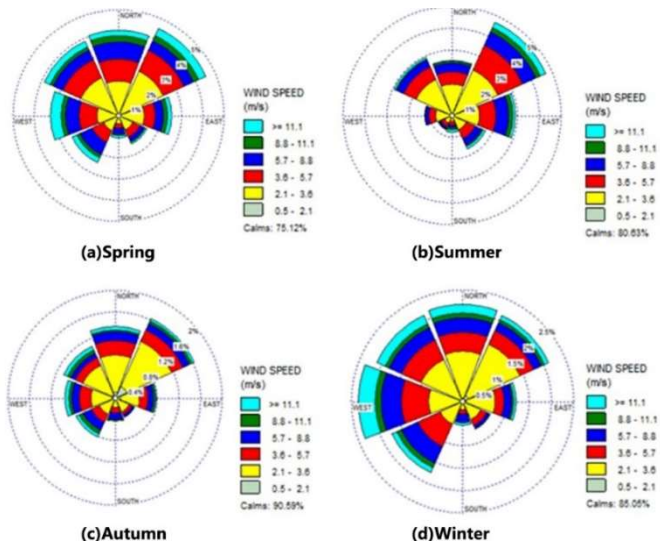 NORTH
5%
4%
3%
2%
1%
WEST
EAST
SOUTH
WIND SPEED
(m/s)
>= 11.1
8.8 - 11.1
5.7 - 8.8
3.6 - 5.7
2.1 - 3.6
0.5 - 2.1
Calms: 75.12%
(a)Spring
NORTH
5%
4%
3%
2%
1%
WEST
EAST
SOUTH
WIND SPEED
(m/s)
>= 11.1
8.8 - 11.1
5.7 - 8.8
3.6 - 5.7
2.1 - 3.6
0.5 - 2.1
Calms: 80.63%
(b)Summer
NORTH
2%
1.6%
1.2%
0.8%
0.4%
WEST
EAST
SOUTH
WIND SPEED
(m/s)
>= 11.1
8.8 - 11.1
5.7 - 8.8
3.6 - 5.7
2.1 - 3.6
0.5 - 2.1
Calms: 90.59%
(c)Autumn
NORTH
2.5%
2%
1.5%
1%
0.5%
WEST
EAST
SOUTH
WIND SPEED
(m/s)
>= 11.1
8.8 - 11.1
5.7 - 8.8
3.6 - 5.7
2.1 - 3.6
0.5 - 2.1
Calms: 85.05%
(d)Winter